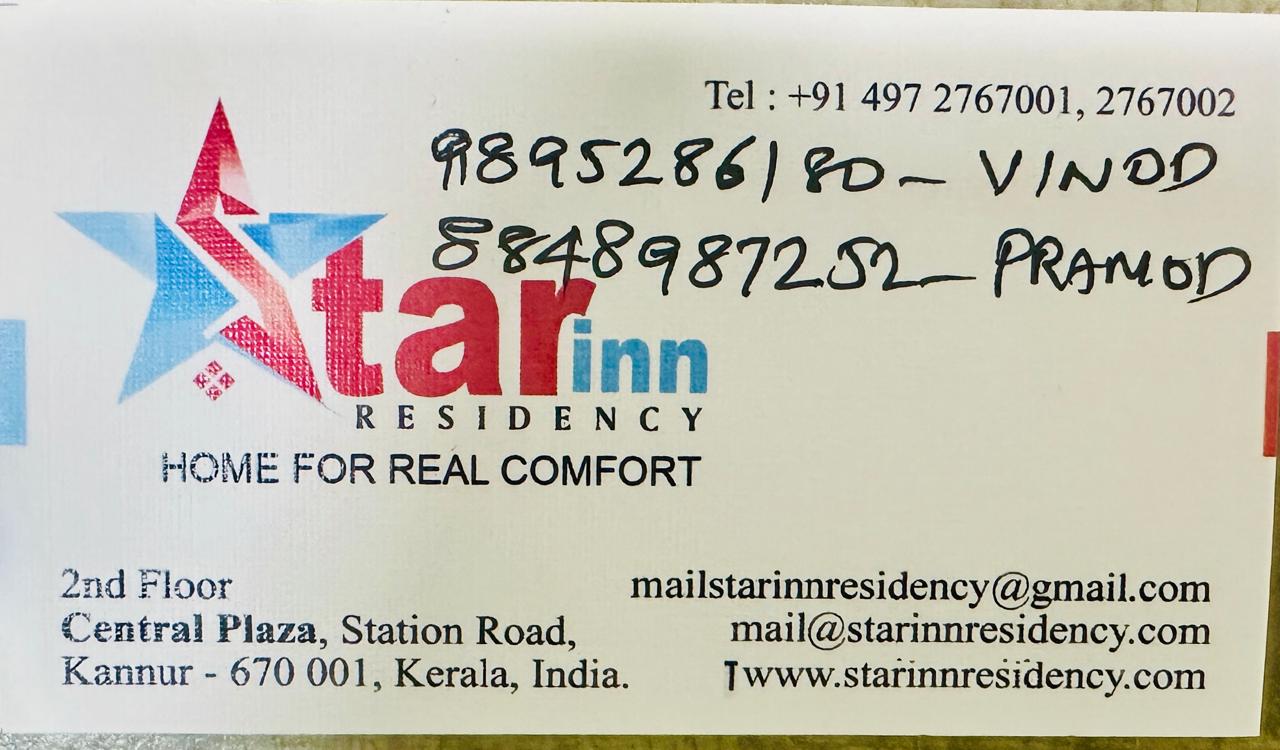 Tel : +91 497 2767001, 2767002
9895286180 - VINOD
8848987252 - PRAMOD
Star inn
RESIDENCY
HOME FOR REAL COMFORT
2nd Floor
Central Plaza, Station Road,
Kannur - 670 001, Kerala, India.
mailstarinnresidency@gmail.com
mail@starinnresidency.com
www.starinnresidency.com